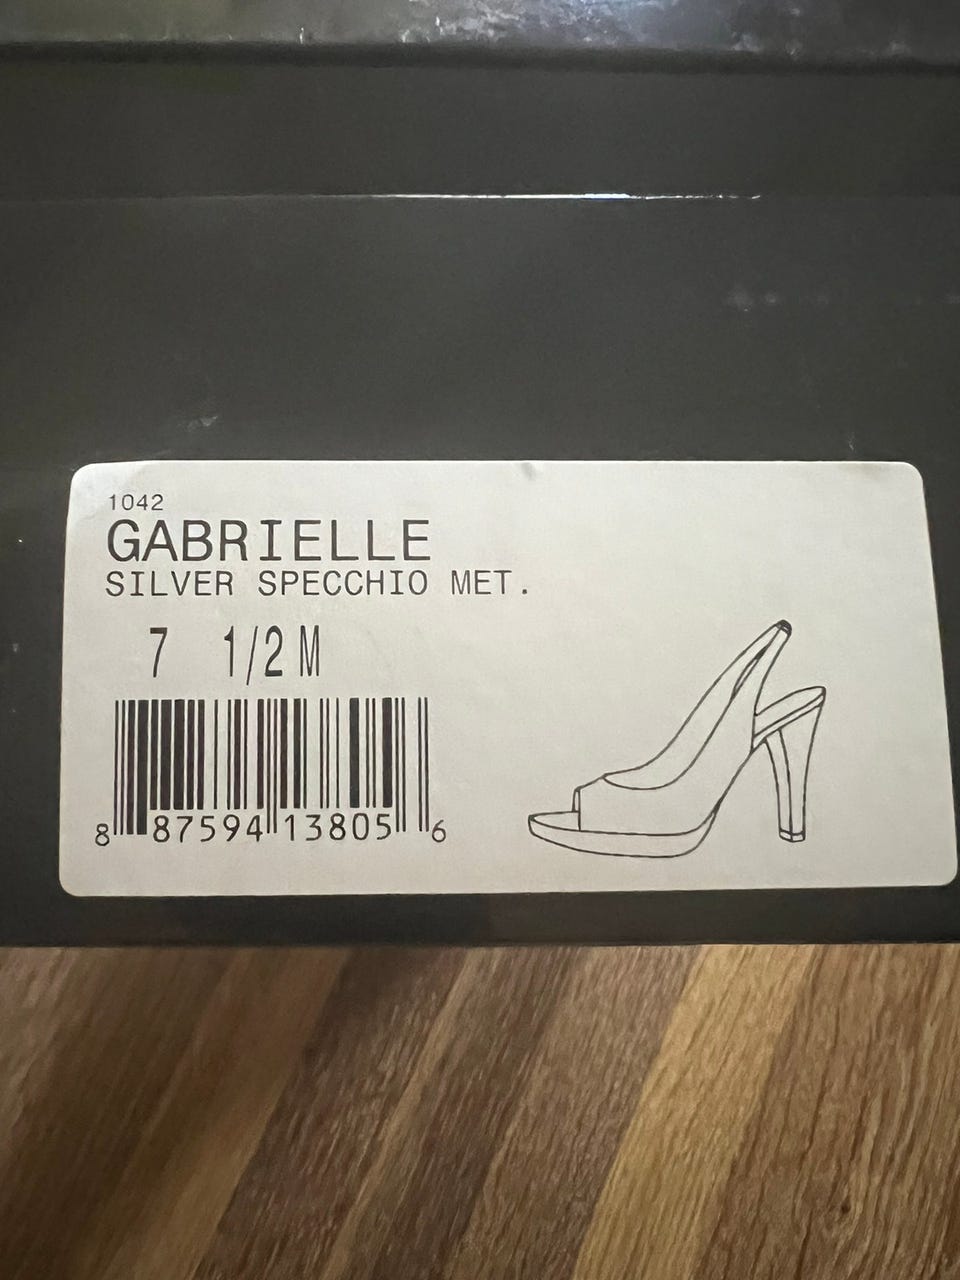 1042
GABRIELLE
SILVER SPECCHIO MET.
7 1/2 M
8 87594 13805 6